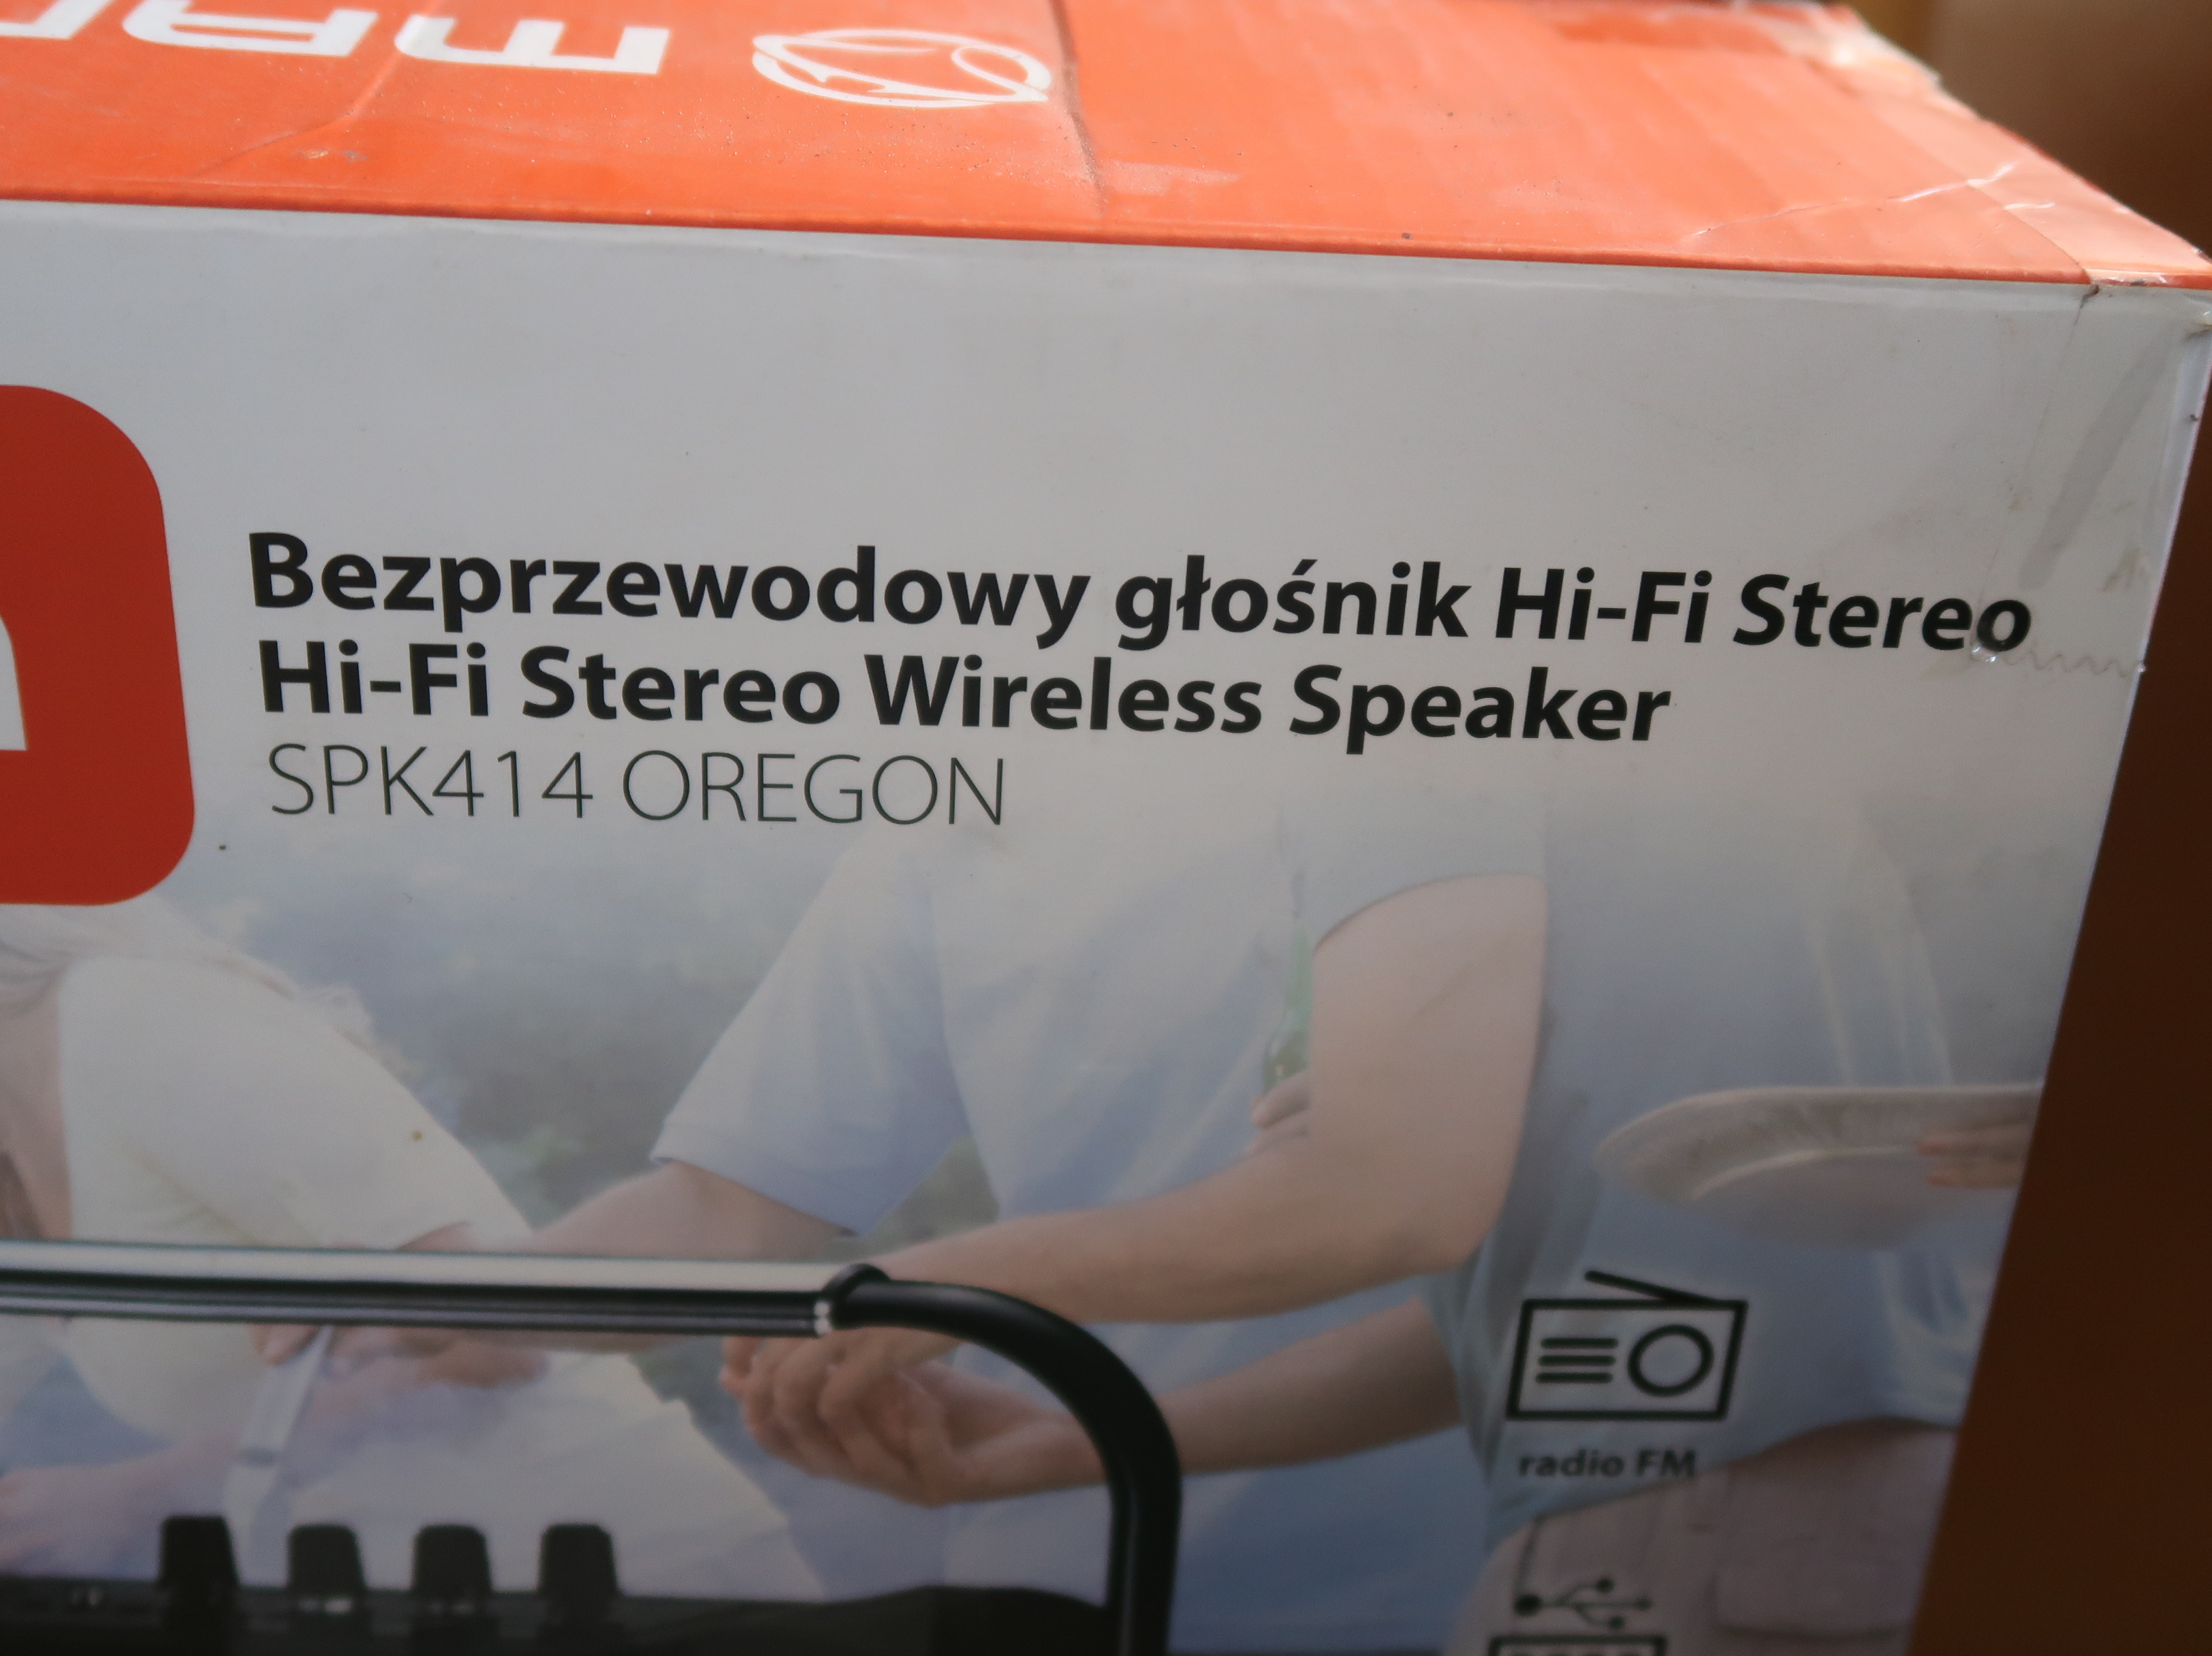 Bezprzewodowy głośnik Hi-Fi Stereo
Hi-Fi Stereo Wireless Speaker
SPK414 OREGON
radio FM